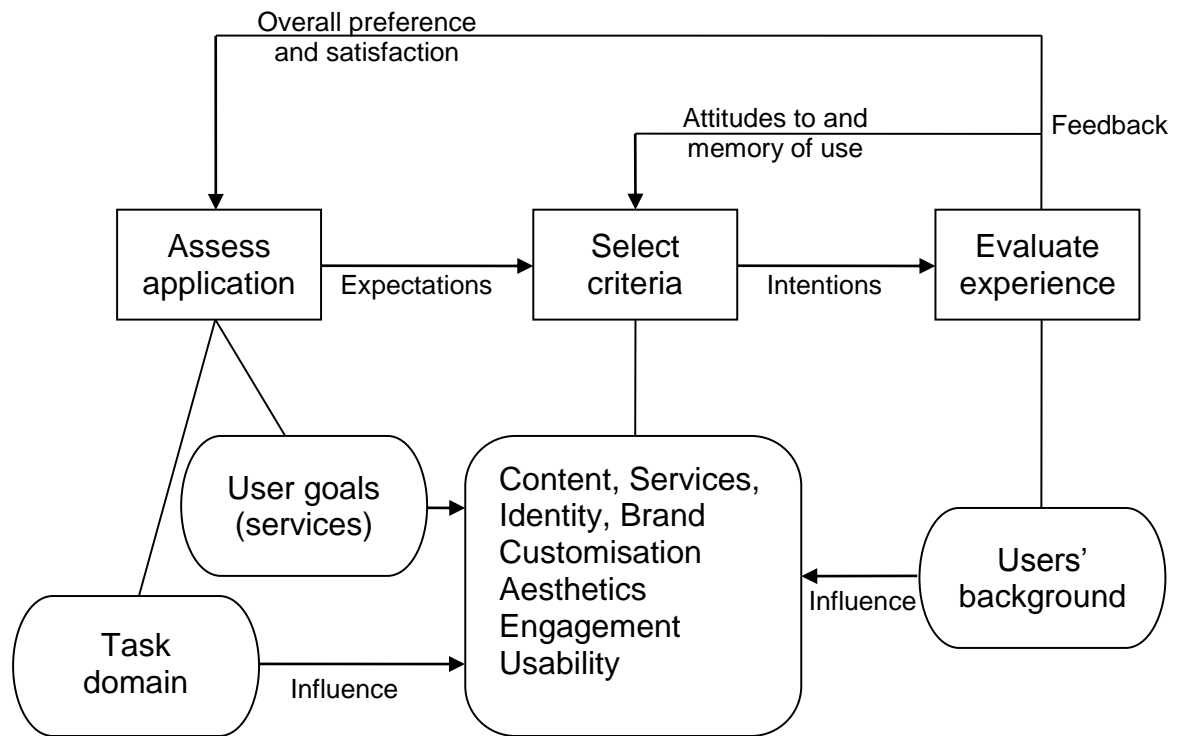 Overall preference
and satisfaction
Attitudes to and
memory of use
Feedback
Assess
application
Expectations
Select
criteria
Intentions
Evaluate
experience
User goals
(services)
Content, Services,
Identity, Brand
Customisation
Aesthetics
Engagement
Usability
Users’
background
Influence
Task
domain
Influence